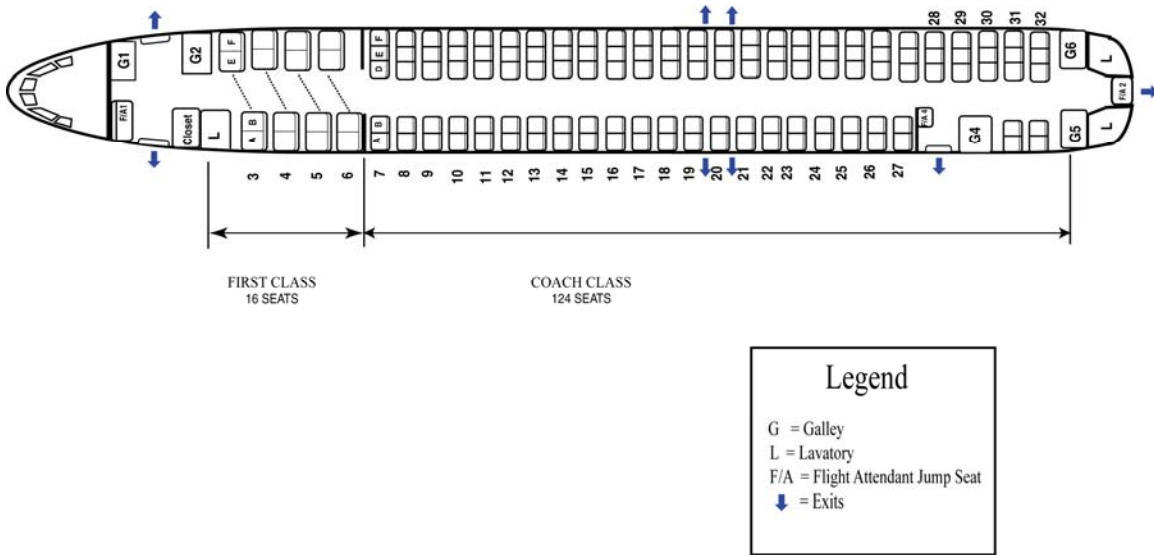 28
29
30
31
32
G1
G2
E F
D E F
G6
L
F/A1
Closet
L
A B
A B
F/A 4
G4
G5
L
F/A 2
3
4
5
6
7
8
9
10
11
12
13
14
15
16
17
18
19
20
21
22
23
24
25
26
27
FIRST CLASS
16 SEATS
COACH CLASS
124 SEATS
Legend
G = Galley
L = Lavatory
F/A = Flight Attendant Jump Seat
= Exits